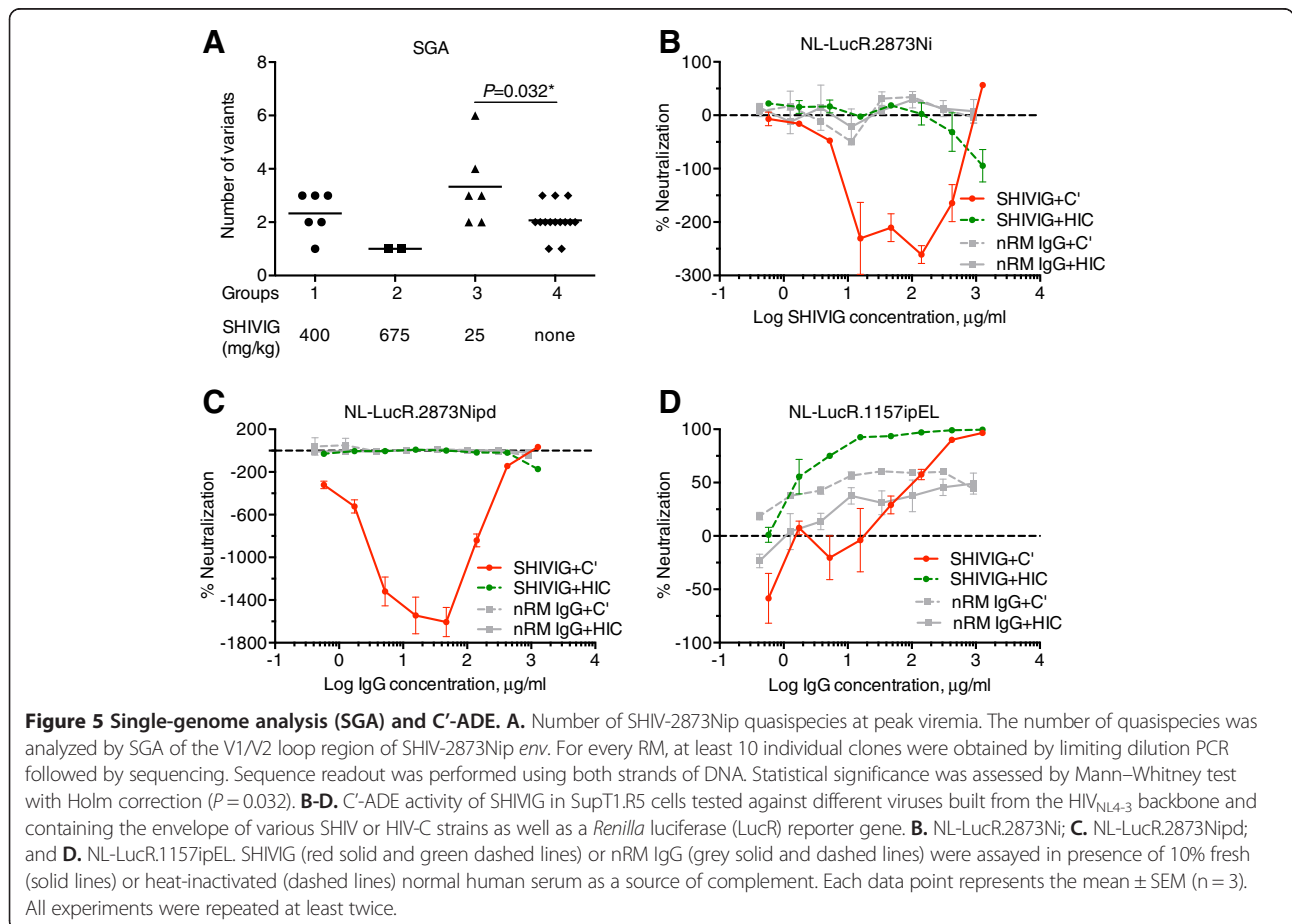 A
SGA
P=0.032*
Number of variants
8
6
4
2
0
Groups 1 2 3 4
SHIVIG (mg/kg) 400 675 25 none
B
NL-LucR.2873Ni
% Neutralization
100
0
-100
-200
-300
SHIVIG+C'
SHIVIG+HIC
nRM IgG+C'
nRM IgG+HIC
-1 0 1 2 3 4
Log SHIVIG concentration, μg/ml
C
NL-LucR.2873Nipd
% Neutralization
200
-200
-600
-1000
-1400
-1800
SHIVIG+C'
SHIVIG+HIC
nRM IgG+C'
nRM IgG+HIC
-1 0 1 2 3 4
Log IgG concentration, μg/ml
D
NL-LucR.1157ipEL
% Neutralization
100
50
0
-50
-100
SHIVIG+C'
SHIVIG+HIC
nRM IgG+C'
nRM IgG+HIC
-1 0 1 2 3 4
Log IgG concentration, μg/ml
Figure 5 Single-genome analysis (SGA) and C′-ADE. A. Number of SHIV-2873Nip quasispecies at peak viremia. The number of quasispecies was
analyzed by SGA of the V1/V2 loop region of SHIV-2873Nip env. For every RM, at least 10 individual clones were obtained by limiting dilution PCR
followed by sequencing. Sequence readout was performed using both strands of DNA. Statistical significance was assessed by Mann–Whitney test
with Holm correction (P = 0.032). B-D. C′-ADE activity of SHIVIG in SupT1.R5 cells tested against different viruses built from the HIVNL4-3 backbone and
containing the envelope of various SHIV or HIV-C strains as well as a Renilla luciferase (LucR) reporter gene. B. NL-LucR.2873Ni; C. NL-LucR.2873Nipd;
and D. NL-LucR.1157ipEL. SHIVIG (red solid and green dashed lines) or nRM IgG (grey solid and dashed lines) were assayed in presence of 10% fresh
(solid lines) or heat-inactivated (dashed lines) normal human serum as a source of complement. Each data point represents the mean ± SEM (n = 3).
All experiments were repeated at least twice.